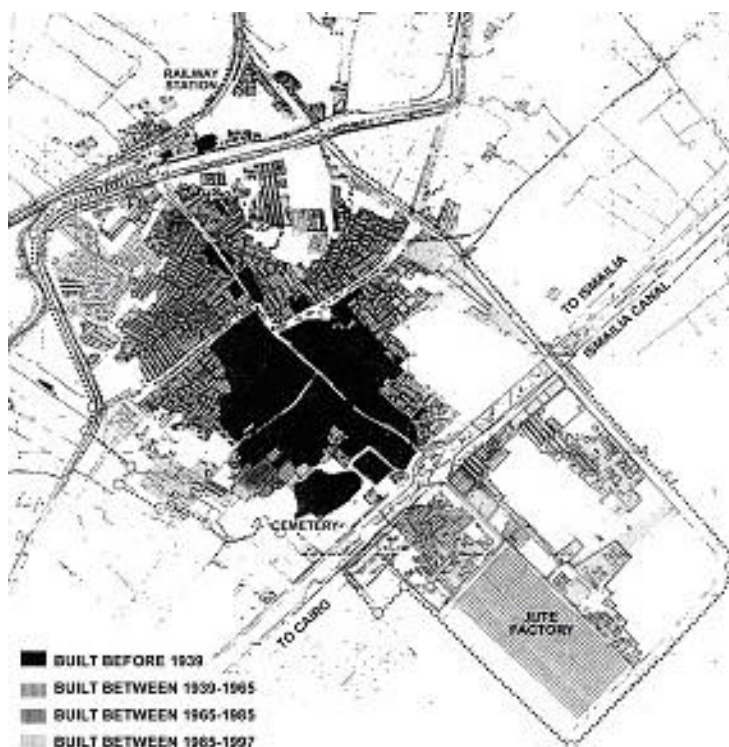 RAILWAY
STATION
TO ISMAILIA
ISMAILIA CANAL
CEMETERY
TO CAIRO
JUTE
FACTORY
BUILT BEFORE 1939
BUILT BETWEEN 1939-1965
BUILT BETWEEN 1965-1985
BUILT BETWEEN 1985-1997